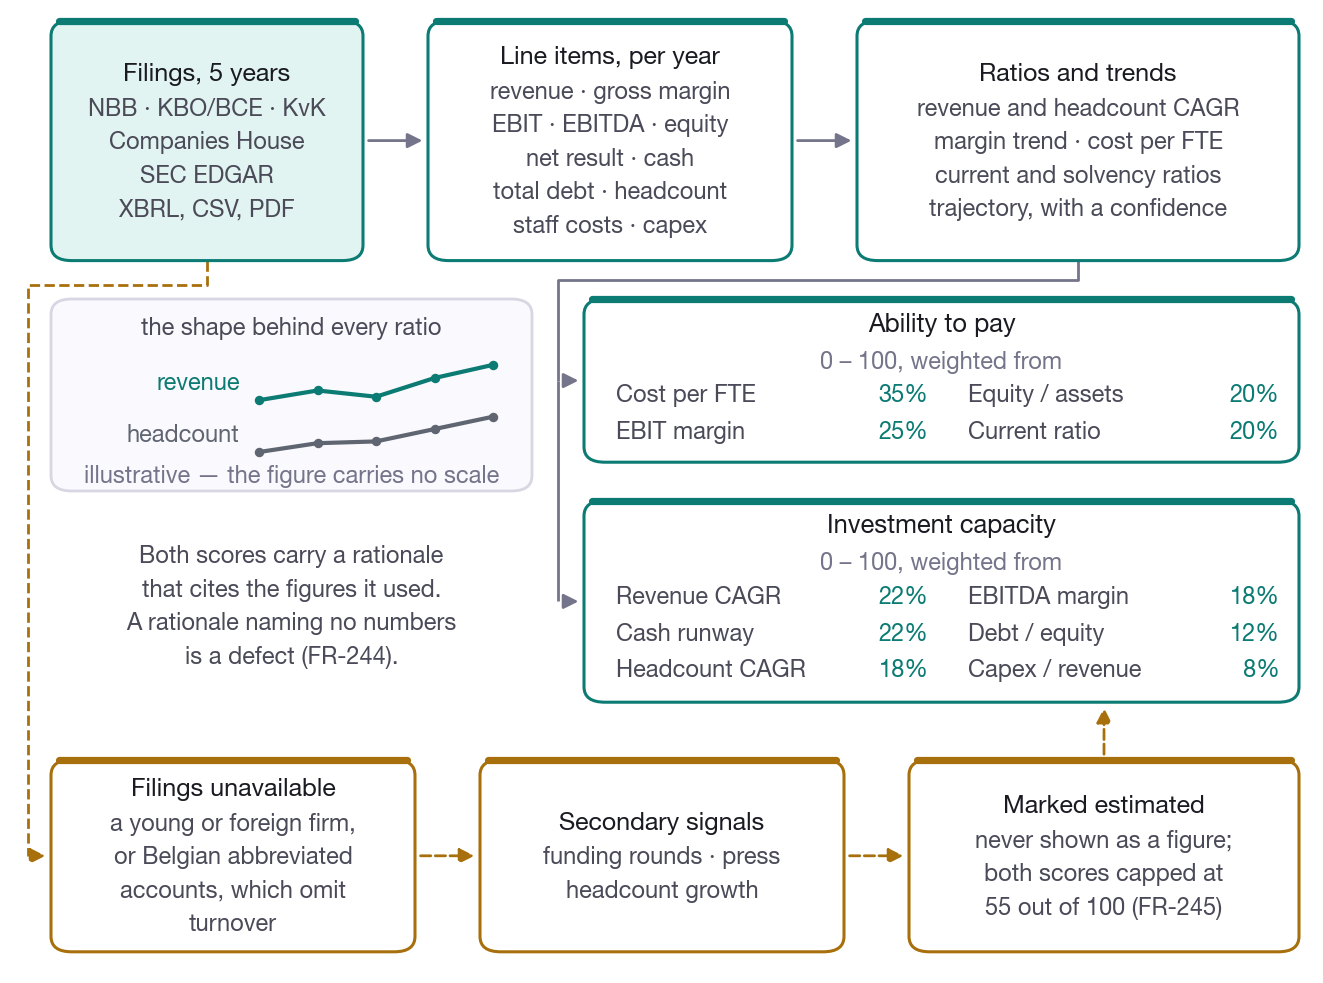 Filings, 5 years
NBB · KBO/BCE · KvK
Companies House
SEC EDGAR
XBRL, CSV, PDF
Line items, per year
revenue · gross margin
EBIT · EBITDA · equity
net result · cash
total debt · headcount
staff costs · capex
Ratios and trends
revenue and headcount CAGR
margin trend · cost per FTE
current and solvency ratios
trajectory, with a confidence
the shape behind every ratio
revenue
headcount
illustrative — the figure carries no scale
Ability to pay
0 – 100, weighted from
Cost per FTE 35% Equity / assets 20%
EBIT margin 25% Current ratio 20%
Both scores carry a rationale
that cites the figures it used.
A rationale naming no numbers
is a defect (FR-244).
Investment capacity
0 – 100, weighted from
Revenue CAGR 22% EBITDA margin 18%
Cash runway 22% Debt / equity 12%
Headcount CAGR 18% Capex / revenue 8%
Filings unavailable
a young or foreign firm,
or Belgian abbreviated
accounts, which omit
turnover
Secondary signals
funding rounds · press
headcount growth
Marked estimated
never shown as a figure;
both scores capped at
55 out of 100 (FR-245)